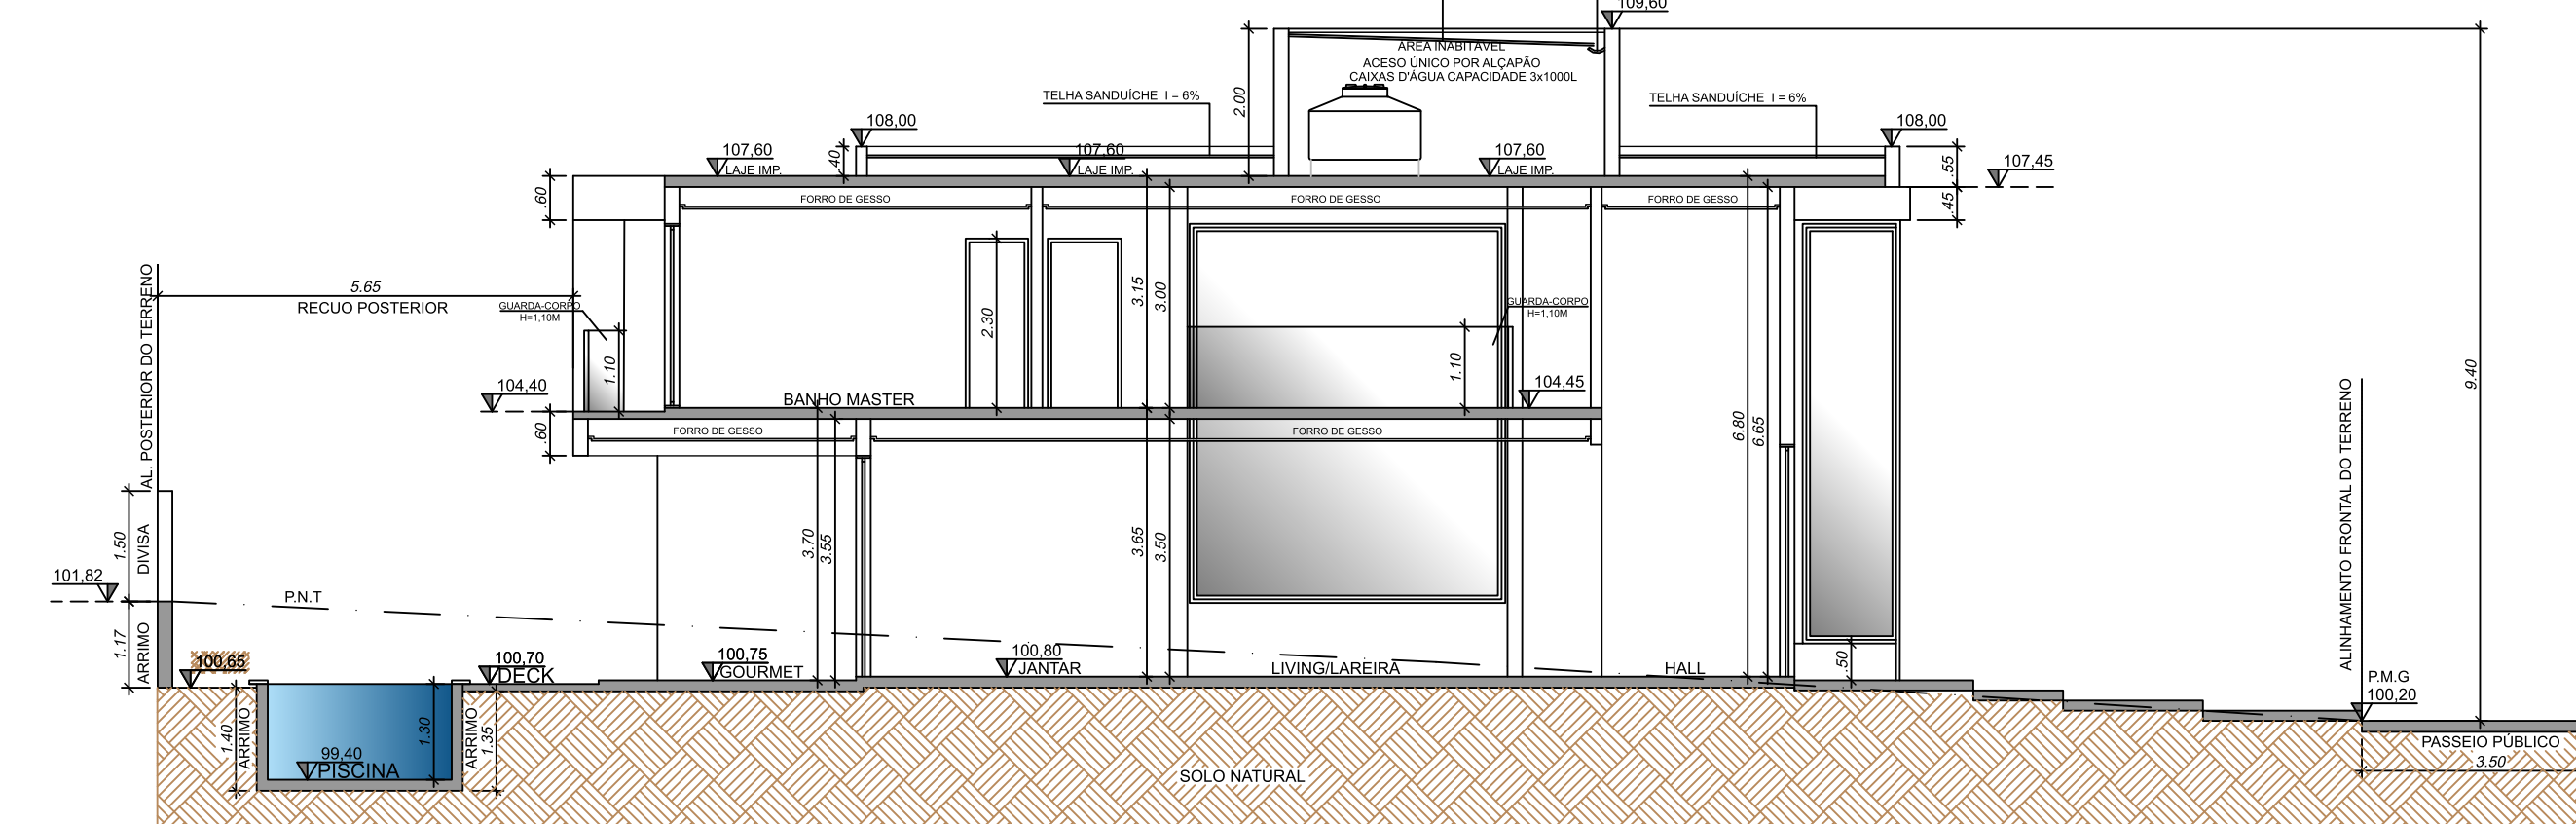 109,60
ÁREA INABITÁVEL
ACESO ÚNICO POR ALÇAPÃO
CAIXAS D'ÁGUA CAPACIDADE 3x1000L
2.00
TELHA SANDUÍCHE I = 6%
TELHA SANDUÍCHE I = 6%
108,00
108,00
107,60
LAJE IMP.
.40
107,60
LAJE IMP.
107,60
LAJE IMP.
.55
107,45
.60
.45
FORRO DE GESSO
FORRO DE GESSO
FORRO DE GESSO
AL. POSTERIOR DO TERRENO
5.65
RECUO POSTERIOR
GUARDA-CORPO
H=1,10M
1.10
2.30
3.15
3.00
GUARDA-CORPO
H=1,10M
1.10
9.40
104,40
BANHO MASTER
104,45
.60
FORRO DE GESSO
FORRO DE GESSO
6.80
6.65
ALINHAMENTO FRONTAL DO TERRENO
1.50
DIVISA
3.70
3.55
3.65
3.50
101,82
P.N.T
1.17
ARRIMO
100,65
100,70
DECK
100,75
GOURMET
100,80
JANTAR
LIVING/LAREIRA
HALL
.50
P.M.G
100,20
1.40
ARRIMO
1.30
ARRIMO
1.35
99,40
PISCINA
SOLO NATURAL
PASSEIO PÚBLICO
3.50